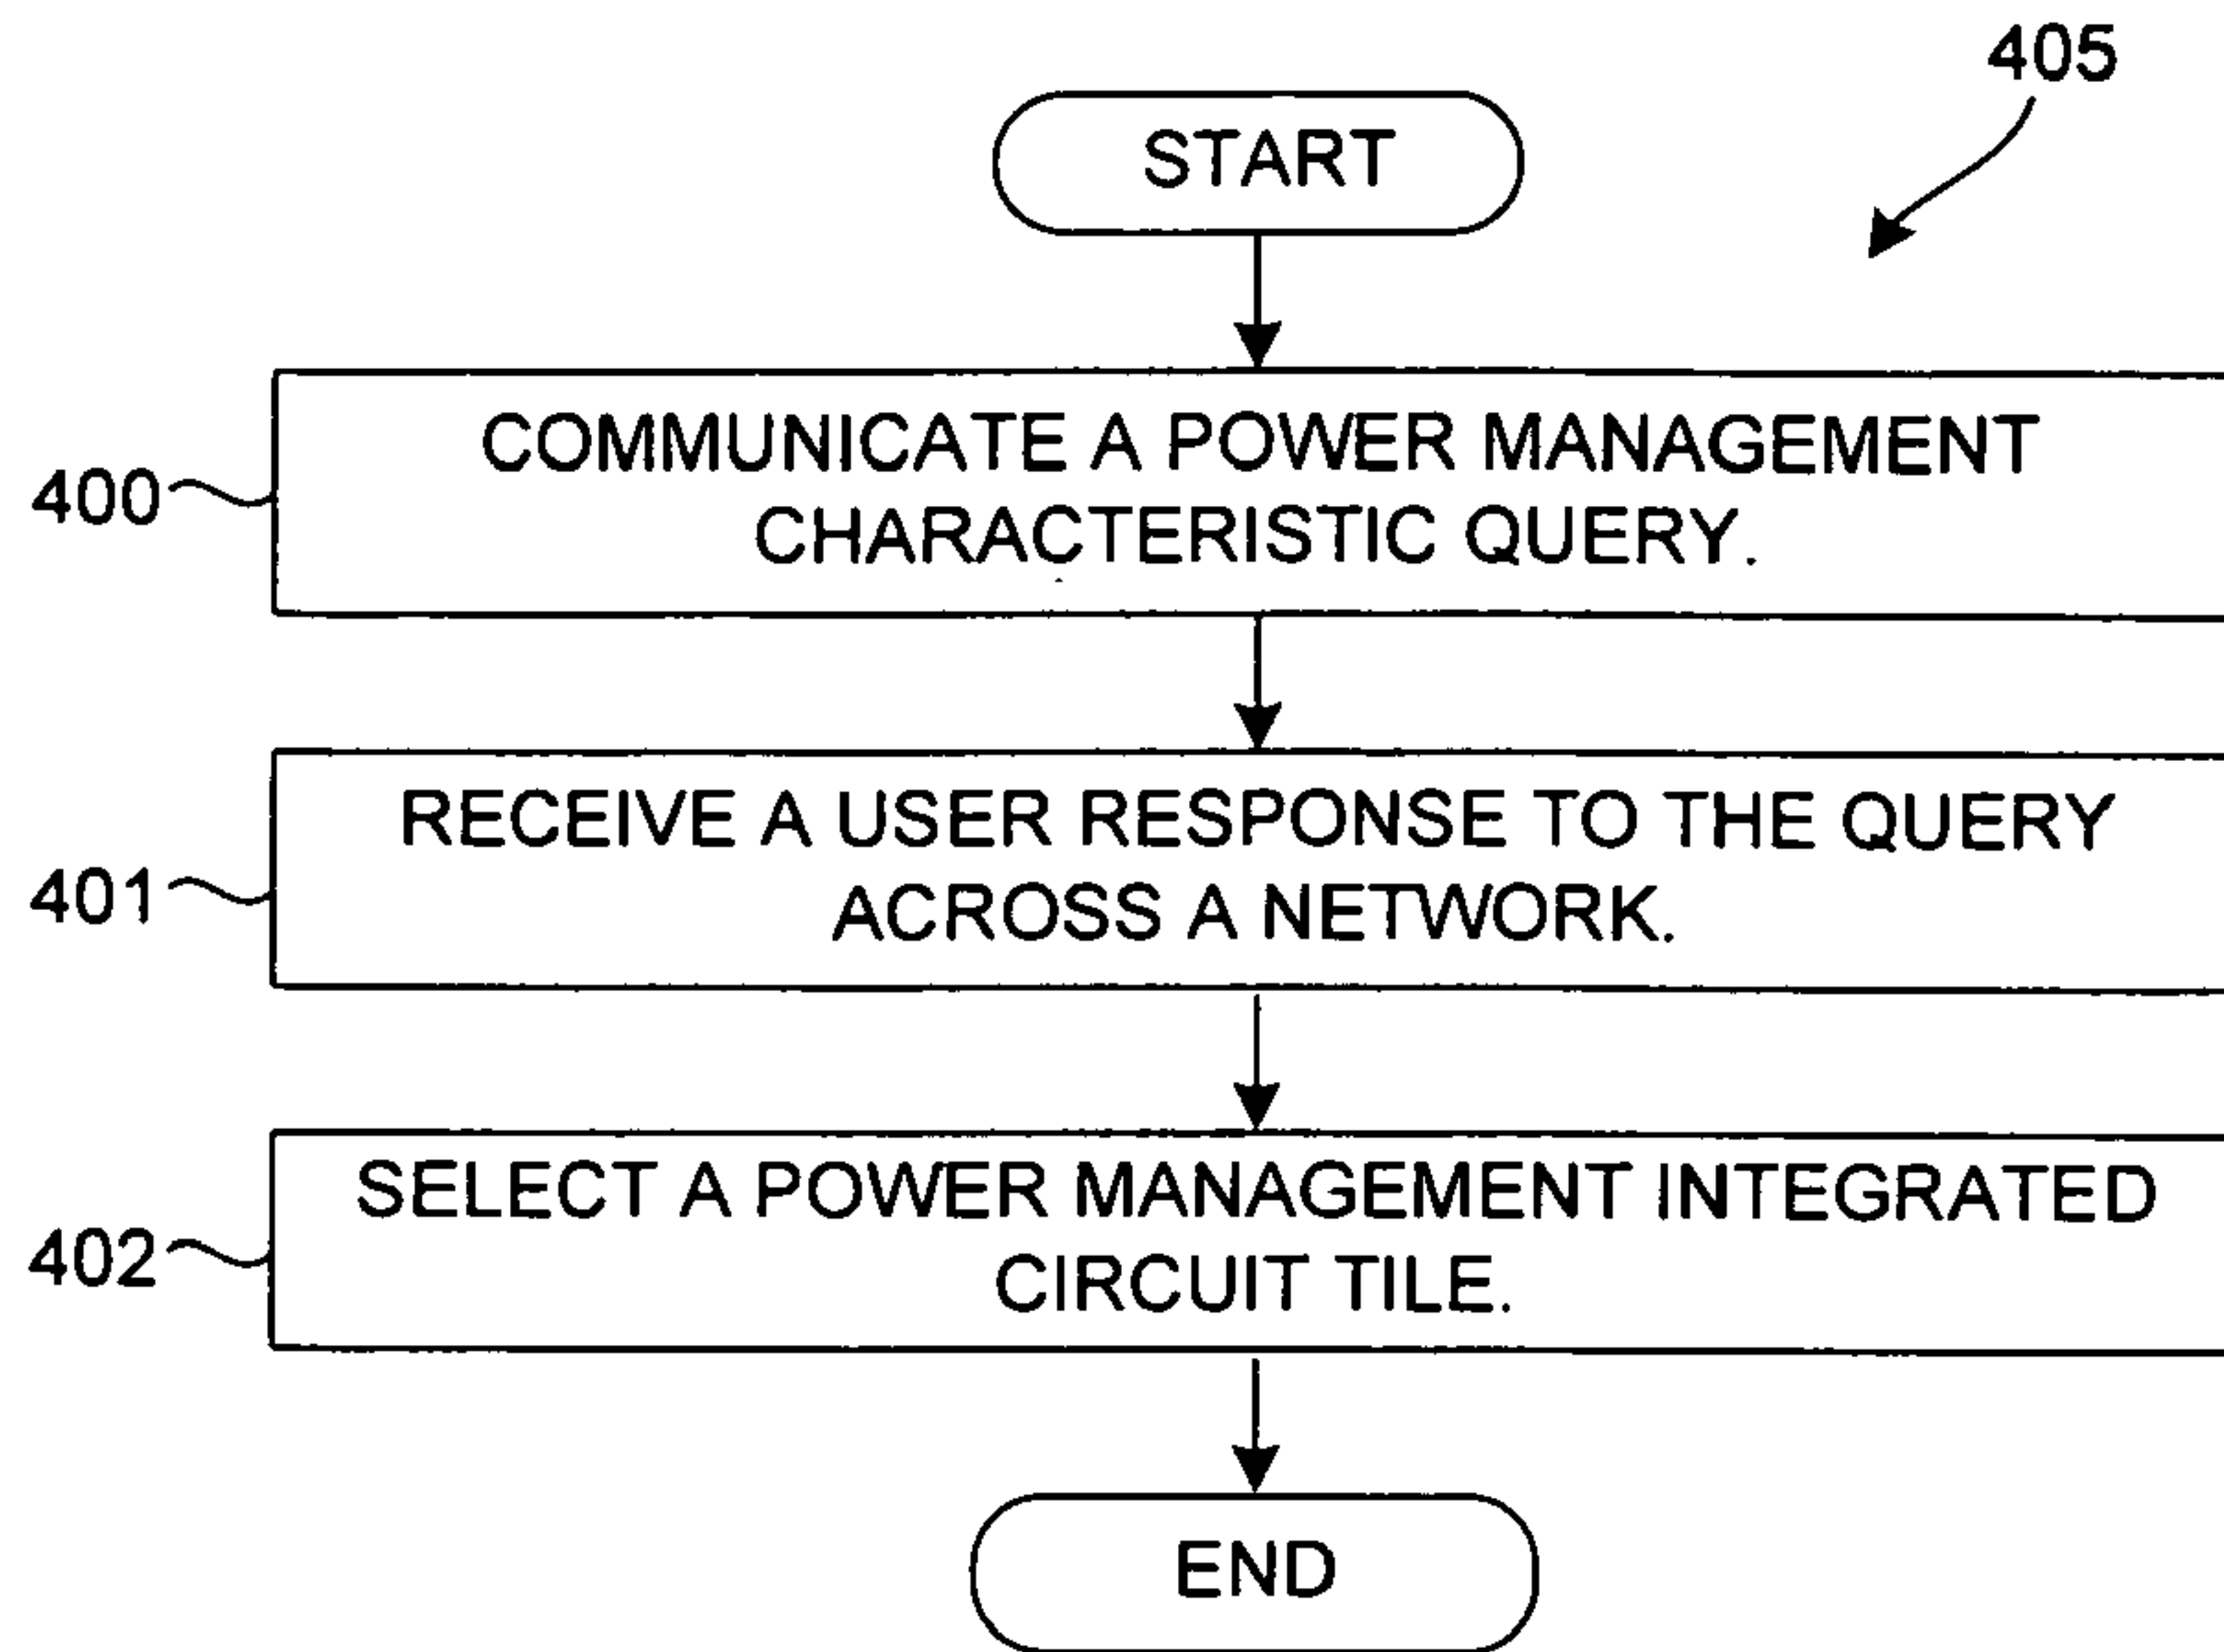 405
START
400
COMMUNICATE A POWER MANAGEMENT
CHARACTERISTIC QUERY.
401
RECEIVE A USER RESPONSE TO THE QUERY
ACROSS A NETWORK.
402
SELECT A POWER MANAGEMENT INTEGRATED
CIRCUIT TILE.
END